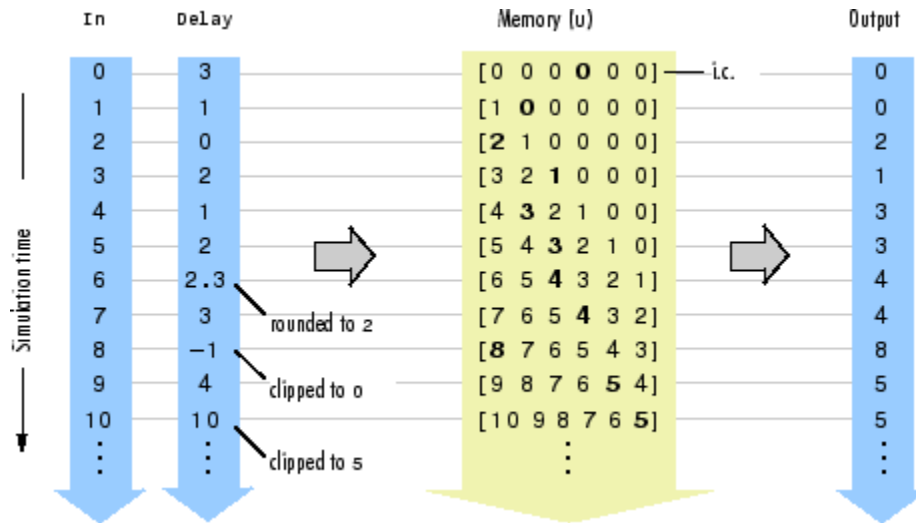 In Delay Memory (u) Output
0 3 [0 0 0 0 0 0] i.c. 0
1 1 [1 0 0 0 0 0] 0
2 0 [2 1 0 0 0 0] 2
3 2 [3 2 1 0 0 0] 1
4 1 [4 3 2 1 0 0] 3
5 2 [5 4 3 2 1 0] 3
6 2.3 [6 5 4 3 2 1] 4
rounded to 2
7 3 [7 6 5 4 3 2] 4
8 −1 [8 7 6 5 4 3] 8
clipped to 0
9 4 [9 8 7 6 5 4] 5
10 10 [10 9 8 7 6 5] 5
clipped to 5
Simulation time